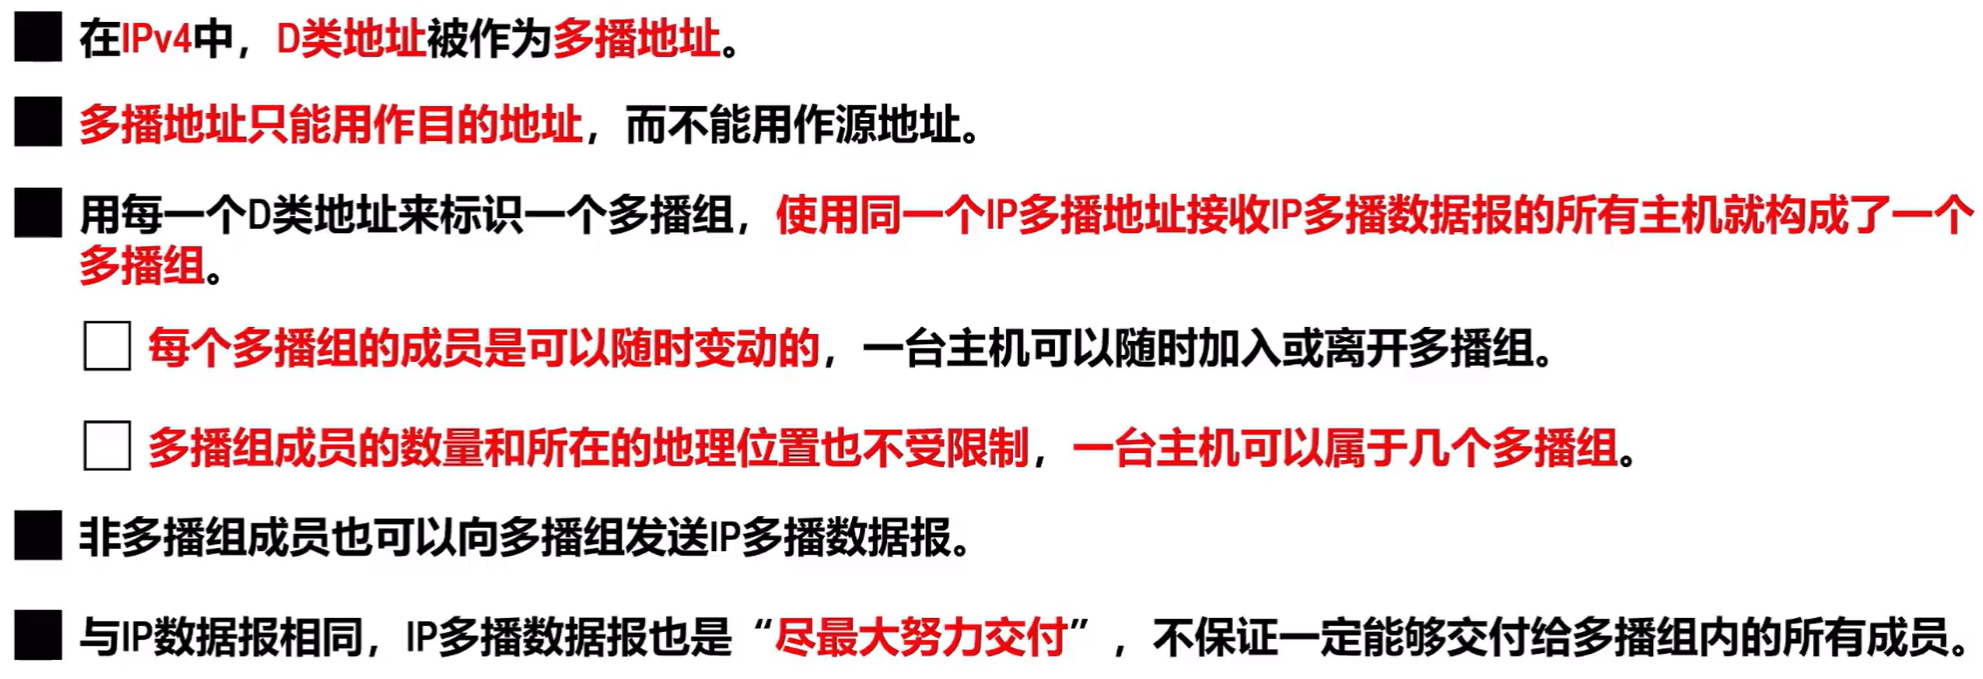 在IPv4中，D类地址被作为多播地址。
多播地址只能用作目的地址，而不能用作源地址。
用每一个D类地址来标识一个多播组，使用同一个IP多播地址接收IP多播数据报的所有主机就构成了一个
多播组。
每个多播组的成员是可以随时变动的，一台主机可以随时加入或离开多播组。
多播组成员的数量和所在的地理位置也不受限制，一台主机可以属于几个多播组。
非多播组成员也可以向多播组发送IP多播数据报。
与IP数据报相同，IP多播数据报也是“尽最大努力交付”，不保证一定能够交付给多播组内的所有成员。